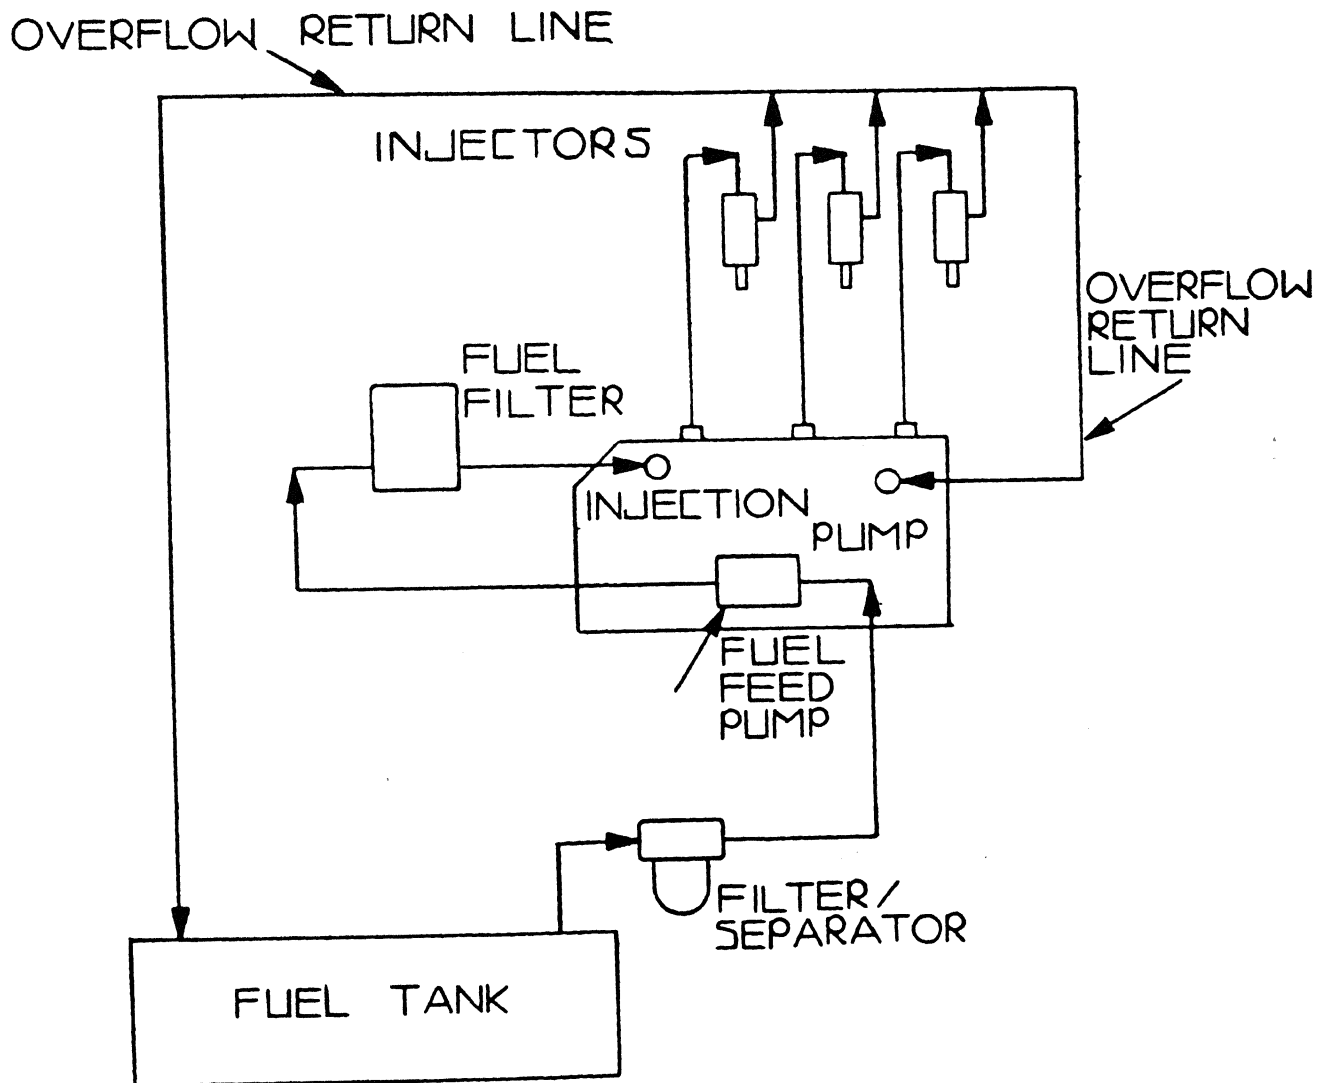 OVERFLOW RETURN LINE
INJECTORS
OVERFLOW
RETURN
LINE
FUEL
FILTER
INJECTION
PUMP
FUEL
FEED
PUMP
FILTER/
SEPARATOR
FUEL TANK